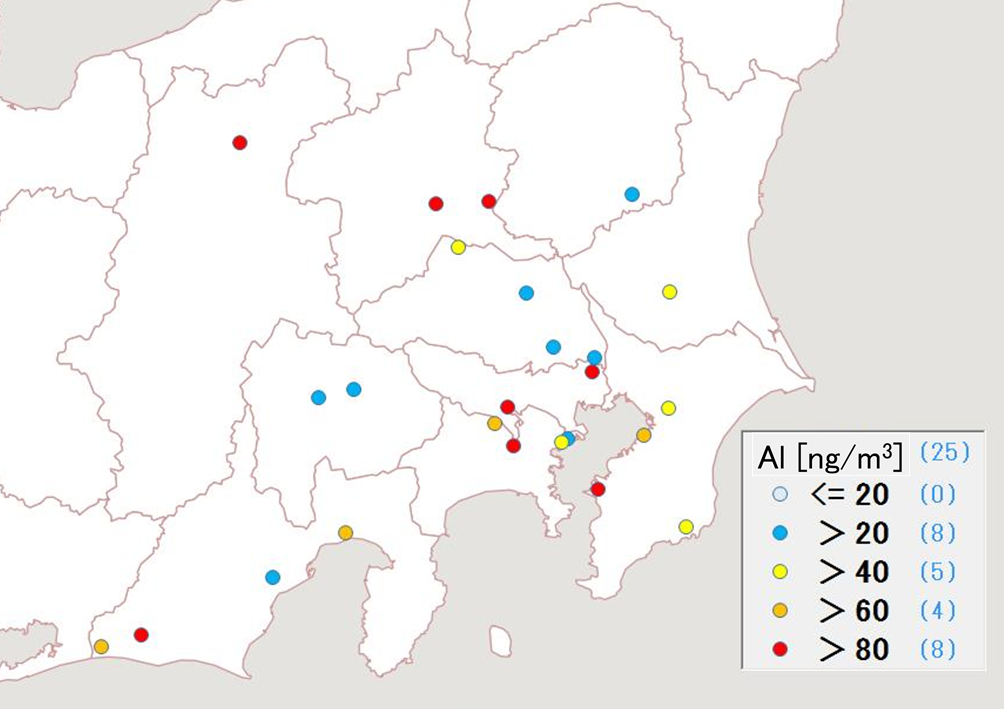 Al [ng/m³] (25)
<= 20 (0)
> 20 (8)
> 40 (5)
> 60 (4)
> 80 (8)